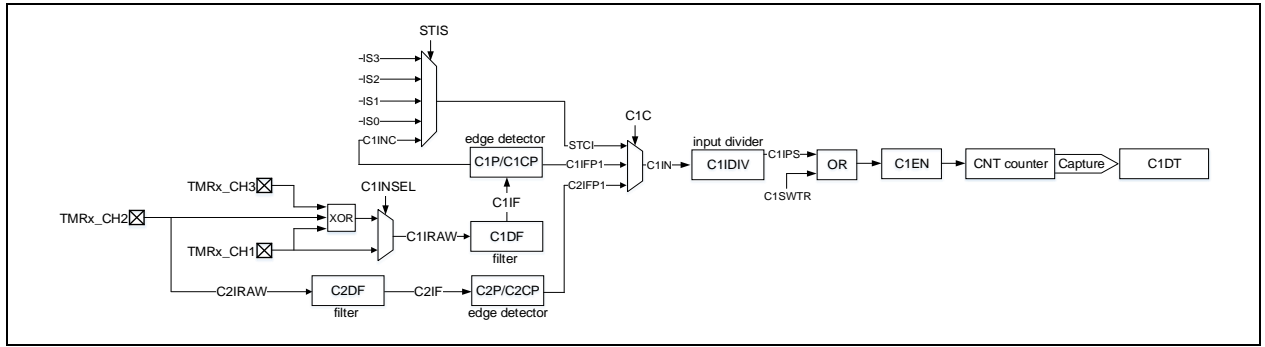 STIS
IS3
IS2
IS1
IS0
C1INC
edge detector
C1P/C1CP
STCI
C1IFP1
C2IFP1
C1C
C1IN
input divider
C1IDIV
C1IPS
C1SWTR
OR
C1EN
CNT counter
Capture
C1DT
TMRx_CH3
TMRx_CH2
TMRx_CH1
XOR
C1INSEL
C1IRAW
C1IF
C1DF
filter
C2IRAW
C2DF
filter
C2IF
C2P/C2CP
edge detector